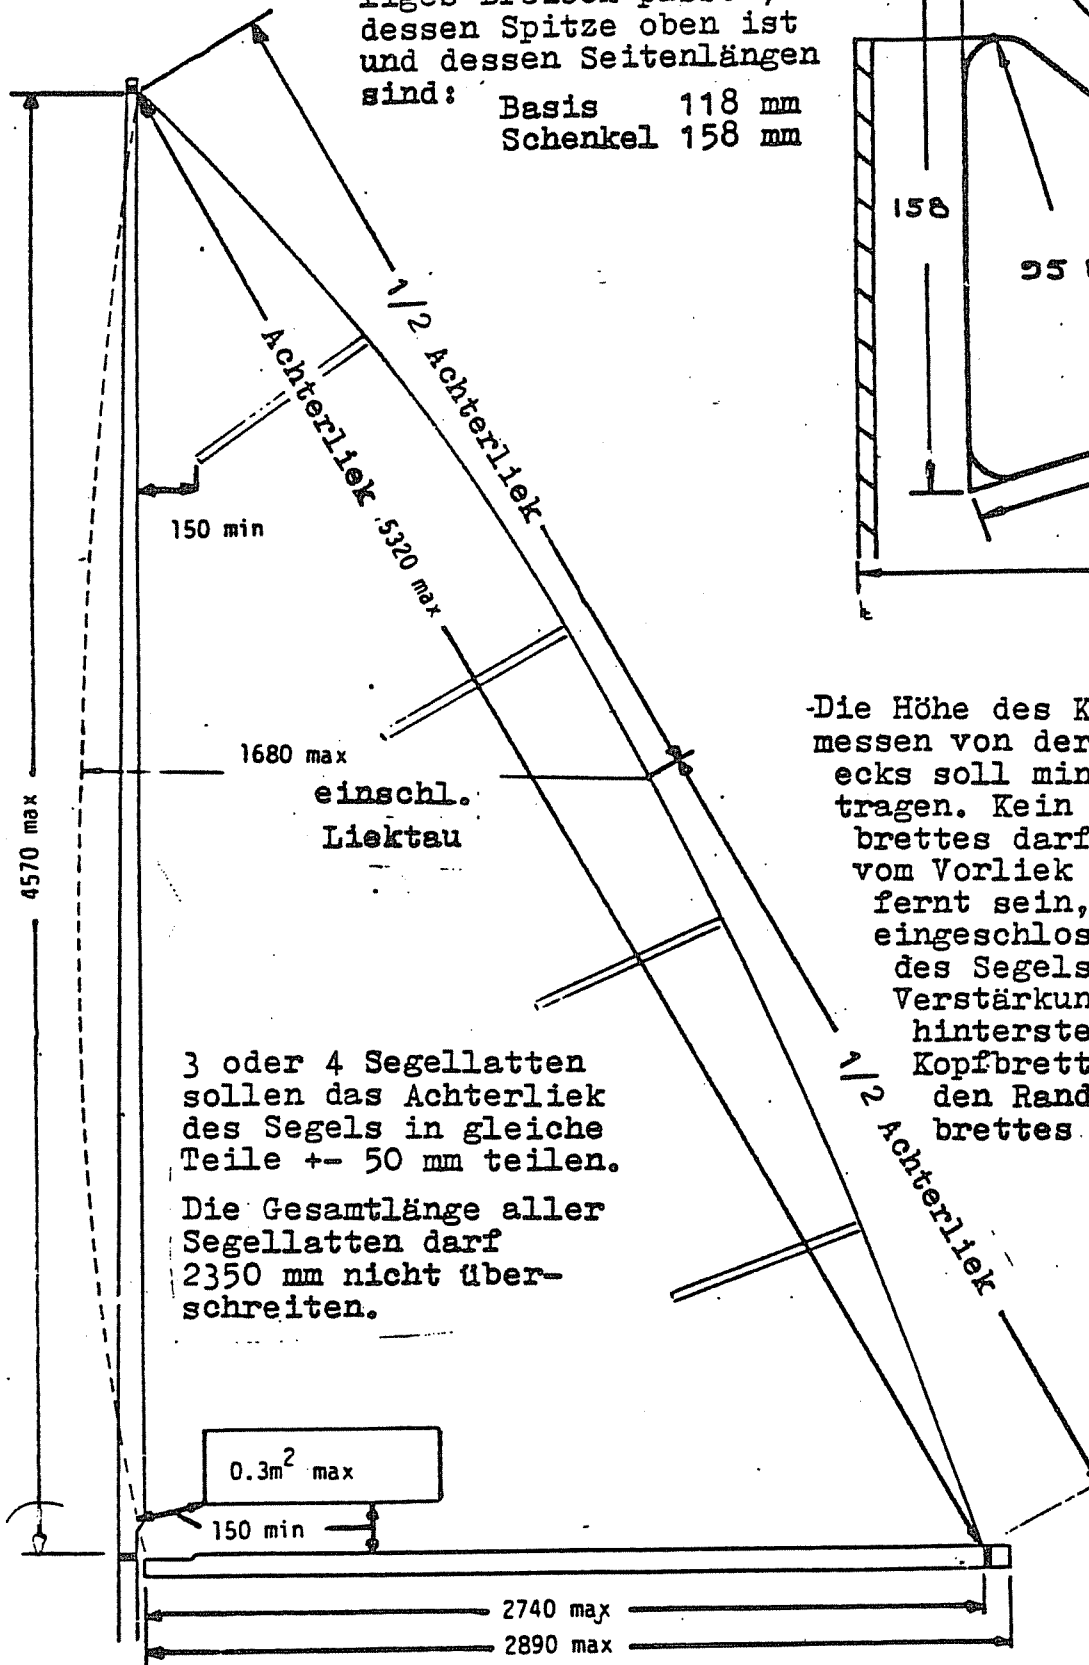 dessen Spitze oben ist
und dessen Seitenlängen
sind:
Basis 118 mm
Schenkel 158 mm
158
95
1/2 Achterliek
Achterliek 5320 max
150 min
1680 max
einschl.
Liektau
4570 max
-Die Höhe des K
messen von der
ecks soll min
tragen. Kein
brettes darf
vom Vorliek
fernt sein,
eingeschlos
des Segels
Verstärkun
hinterste
Kopfbrett
den Rand
brettes
1/2 Achterliek
3 oder 4 Segellatten
sollen das Achterliek
des Segels in gleiche
Teile +- 50 mm teilen.
Die Gesamtlänge aller
Segellatten darf
2350 mm nicht über-
schreiten.
0.3m² max
150 min
2740 max
2890 max